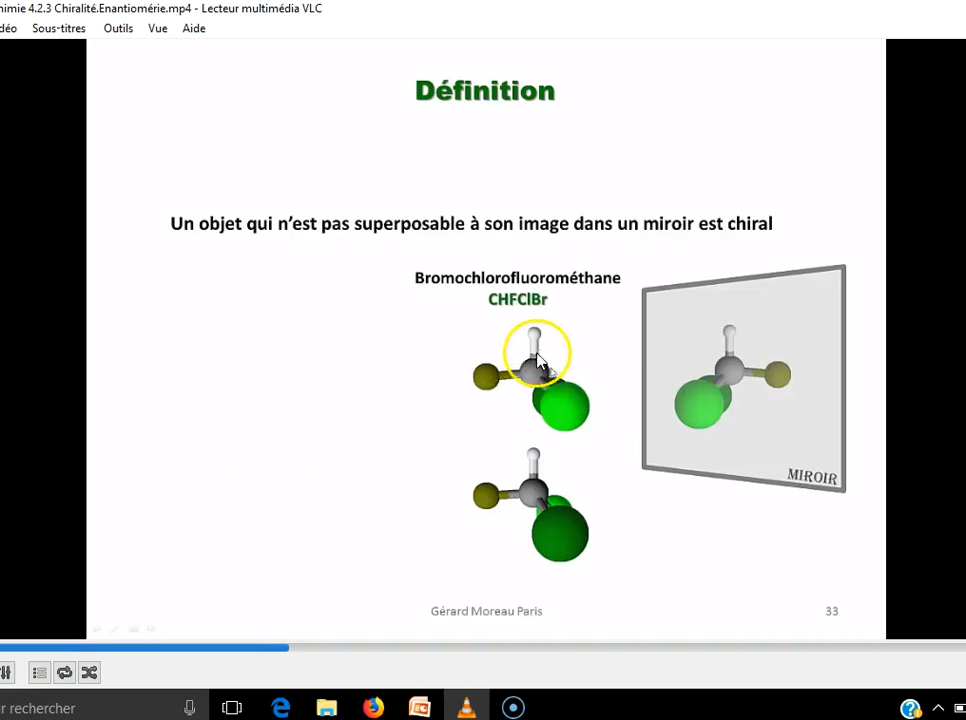 himie 4.2.3 Chiralité.Enantiomérie.mp4 - Lecteur multimédia VLC
déo Sous-titres Outils Vue Aide
Définition
Un objet qui n’est pas superposable à son image dans un miroir est chiral
Bromochlorofluorométhane
CHFClBr
MIROIR
Gérard Moreau Paris
33
r rechercher